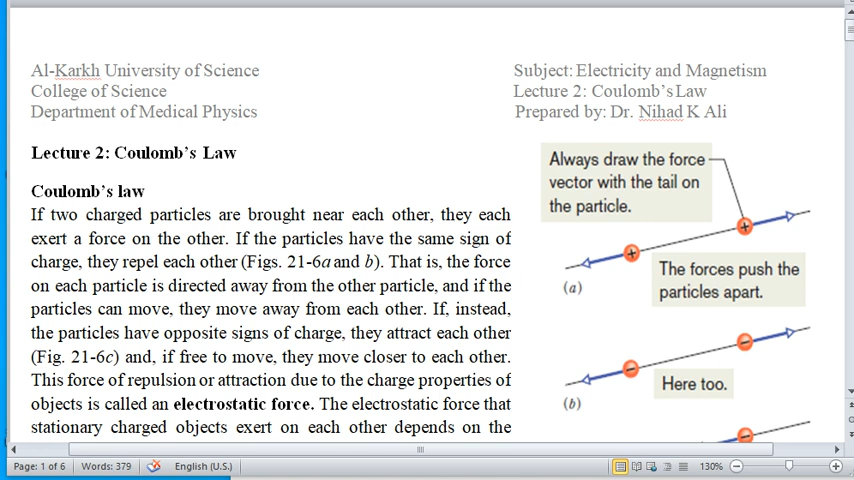 Al-Karkh University of Science
College of Science
Department of Medical Physics
Subject: Electricity and Magnetism
Lecture 2: Coulomb's Law
Prepared by: Dr. Nihad K Ali
Lecture 2: Coulomb's Law
Coulomb's law
If two charged particles are brought near each other, they each
exert a force on the other. If the particles have the same sign of
charge, they repel each other (Figs. 21-6a and b). That is, the force
on each particle is directed away from the other particle, and if the
particles can move, they move away from each other. If, instead,
the particles have opposite signs of charge, they attract each other
(Fig. 21-6c) and, if free to move, they move closer to each other.
This force of repulsion or attraction due to the charge properties of
objects is called an electrostatic force. The electrostatic force that
stationary charged objects exert on each other depends on the
Always draw the force
vector with the tail on
the particle.
+
+
(a)
The forces push the
particles apart.
−
−
(b)
Here too.
Page: 1 of 6
Words: 379
English (U.S.)
130%